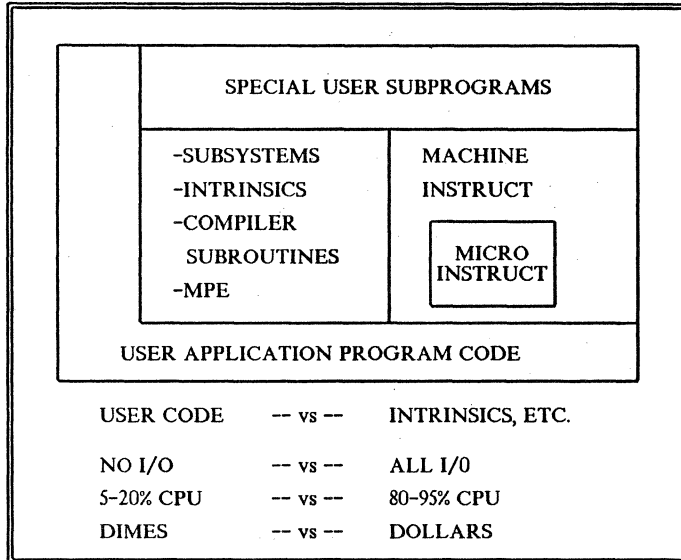 SPECIAL USER SUBPROGRAMS
-SUBSYSTEMS
-INTRINSICS
-COMPILER
SUBROUTINES
-MPE
MACHINE
INSTRUCT
MICRO
INSTRUCT
USER APPLICATION PROGRAM CODE
USER CODE -- vs -- INTRINSICS, ETC.
NO I/O -- vs -- ALL I/0
5-20% CPU -- vs -- 80-95% CPU
DIMES -- vs -- DOLLARS